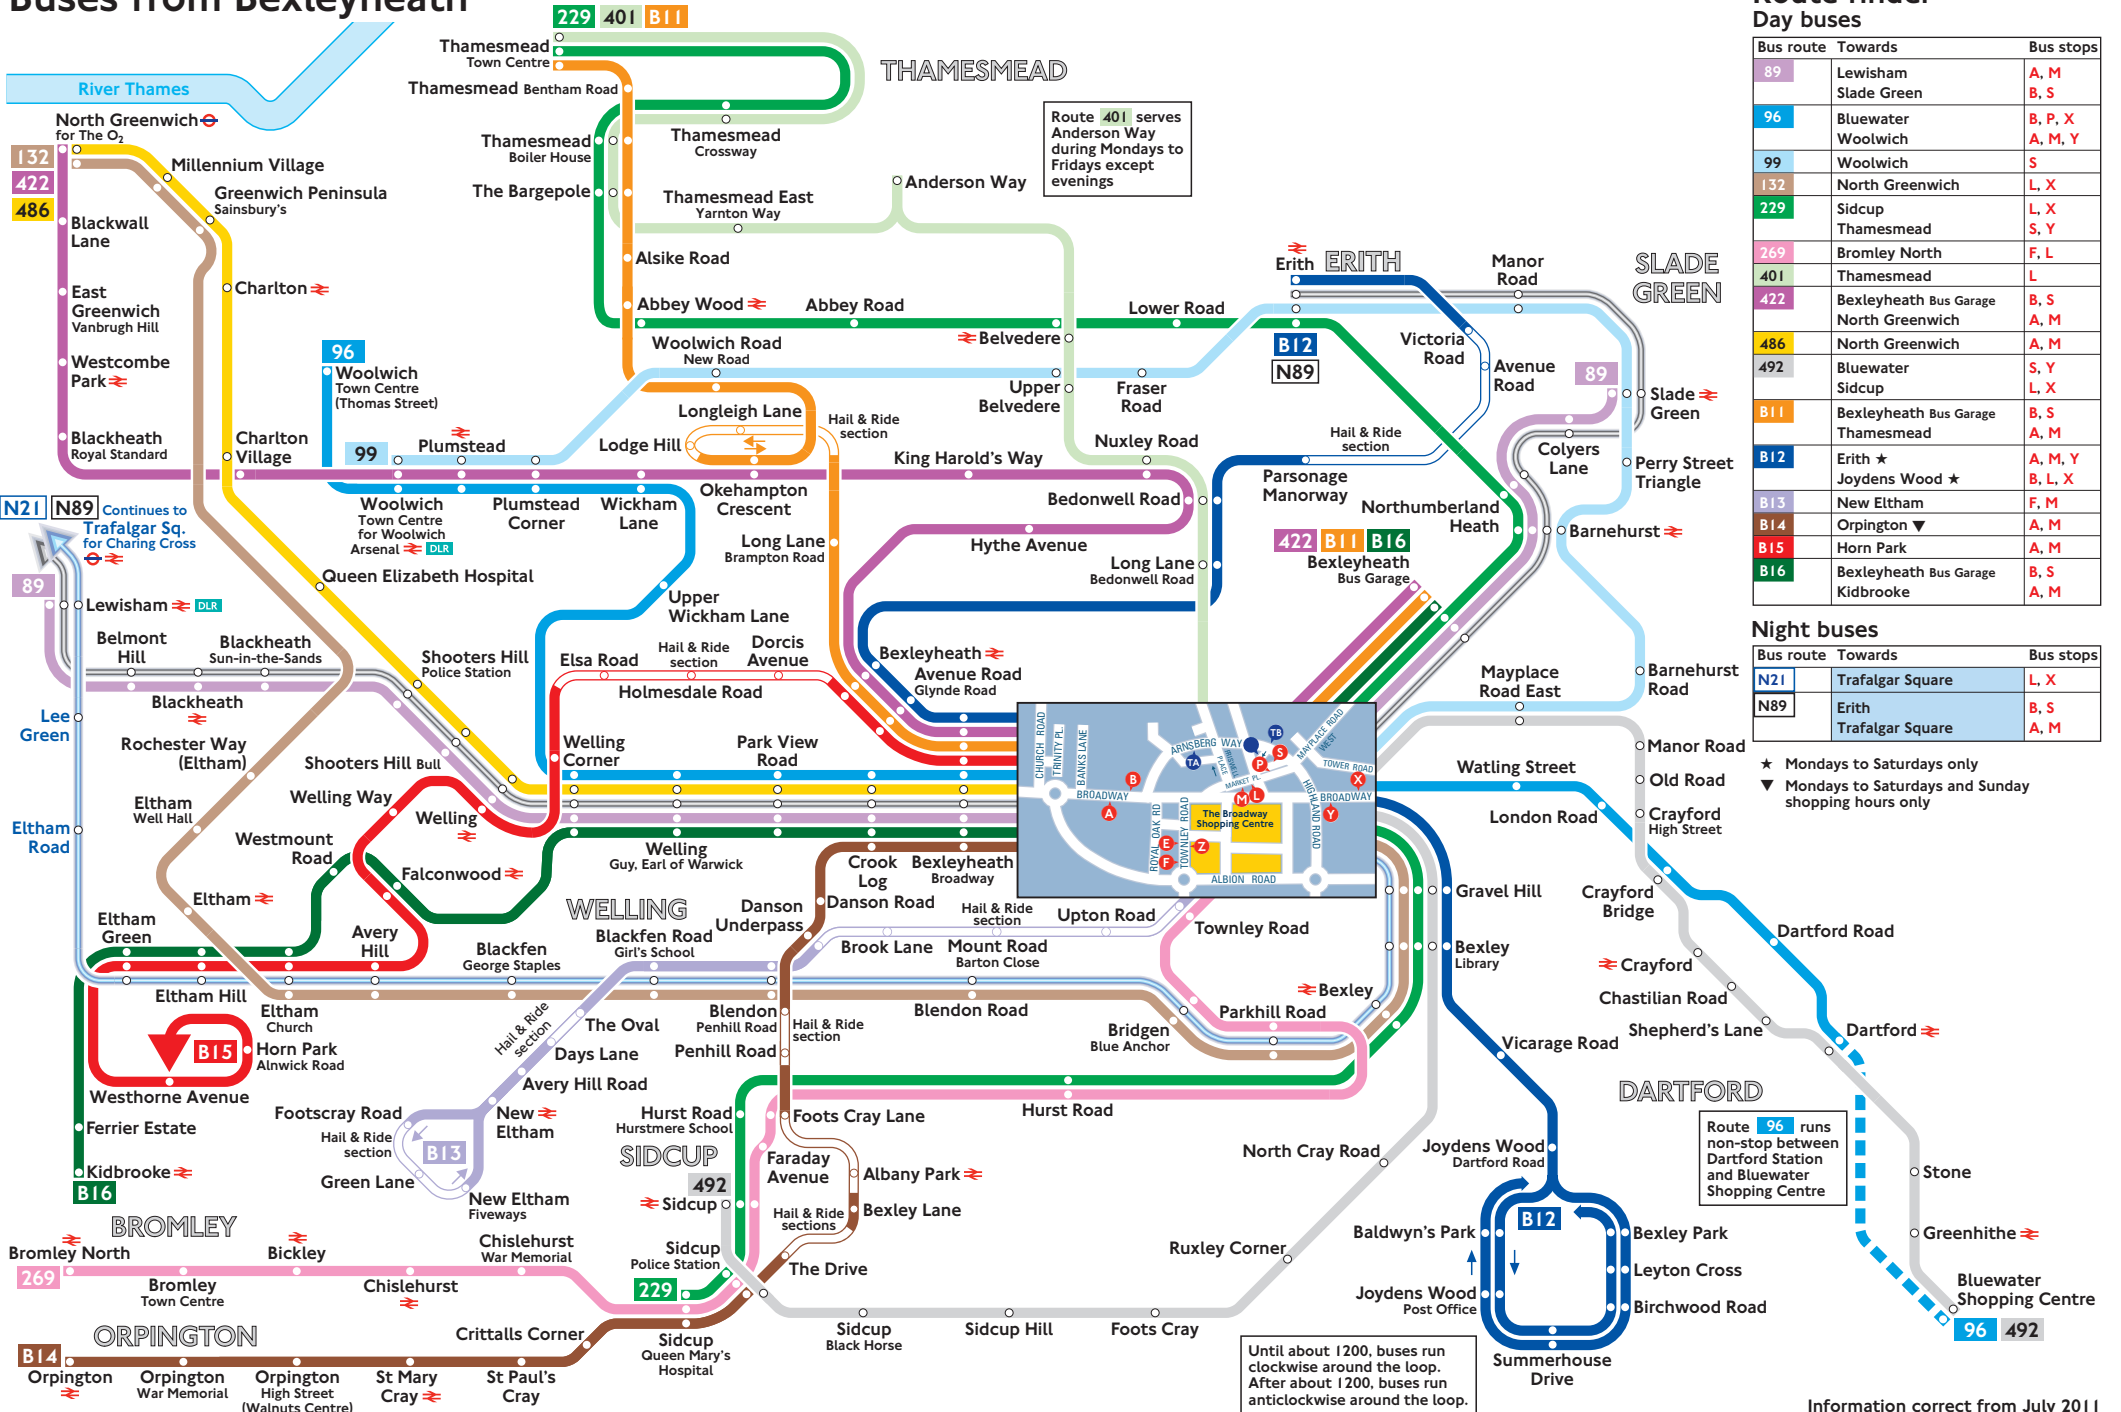 Buses from Bexleyheath
Route finder
Day buses
Bus route Towards Bus stops
89 Lewisham A, M
Slade Green B, S
96 Bluewater B, P, X
Woolwich A, M, Y
99 Woolwich S
132 North Greenwich L, X
229 Sidcup L, X
Thamesmead S, Y
269 Bromley North F, L
401 Thamesmead L
422 Bexleyheath Bus Garage B, S
North Greenwich A, M
486 North Greenwich A, M
492 Bluewater S, Y
Sidcup L, X
B11 Bexleyheath Bus Garage B, S
Thamesmead A, M
B12 Erith ★ A, M, Y
Joydens Wood ★ B, L, X
B13 New Eltham F, M
B14 Orpington ▼ A, M
B15 Horn Park A, M
B16 Bexleyheath Bus Garage B, S
Kidbrooke A, M
Night buses
Bus route Towards Bus stops
N21 Trafalgar Square L, X
N89 Erith B, S
Trafalgar Square A, M
★ Mondays to Saturdays only
▼ Mondays to Saturdays and Sunday
shopping hours only
229 401 B11
Thamesmead
Town Centre
Thamesmead Bentham Road
THAMESMEAD
Thamesmead
Crossway
Thamesmead
Boiler House
The Bargepole
Thamesmead East
Yarnton Way
Anderson Way
Route 401 serves
Anderson Way
during Mondays to
Fridays except
evenings
River Thames
North Greenwich
for The O2
132
422
486
Millennium Village
Greenwich Peninsula
Sainsbury's
Blackwall
Lane
East
Greenwich
Vanbrugh Hill
Charlton
Westcombe
Park
Blackheath
Royal Standard
Charlton
Village
96
Woolwich
Town Centre
(Thomas Street)
99
Plumstead
Woolwich
Town Centre
for Woolwich
Arsenal DLR
Plumstead
Corner
Wickham
Lane
Alsike Road
Abbey Wood
Abbey Road
Belvedere
Lower Road
Woolwich Road
New Road
Upper
Belvedere
Fraser
Road
Longleigh Lane
Lodge Hill
Hail & Ride
section
Okehampton
Crescent
King Harold's Way
Nuxley Road
Bedonwell Road
Long Lane
Brampton Road
Hythe Avenue
Long Lane
Bedonwell Road
Erith
ERITH
B12
N89
Manor
Road
SLADE
GREEN
Victoria
Road
Avenue
Road
89
Slade
Green
Hail & Ride
section
Parsonage
Manorway
Colyers
Lane
Perry Street
Triangle
Northumberland
Heath
Barnehurst
422 B11 B16
Bexleyheath
Bus Garage
Barnehurst
Road
Mayplace
Road East
N21 N89 Continues to
Trafalgar Sq.
for Charing Cross
89
Lewisham DLR
Belmont
Hill
Blackheath
Sun-in-the-Sands
Blackheath
Lee
Green
Eltham
Road
Queen Elizabeth Hospital
Shooters Hill
Police Station
Upper
Wickham Lane
Elsa Road
Hail & Ride
section
Dorcis
Avenue
Holmesdale Road
Bexleyheath
Avenue Road
Glynde Road
Rochester Way
(Eltham)
Eltham
Well Hall
Shooters Hill Bull
Welling Way
Welling
Westmount
Road
Falconwood
Eltham
Welling
Corner
Park View
Road
Welling
Guy, Earl of Warwick
Crook
Log
Bexleyheath
Broadway
CHURCH ROAD
TRINITY PL.
BANKS LANE
ARNSBERG WAY
MAYPLACE ROAD
WEST
TOWER ROAD
MARKET PL.
BROADWAY
BROADWAY
HIGHLAND ROAD
ROYAL OAK RD
TOWNLEY ROAD
ALBION ROAD
The Broadway
Shopping Centre
TA
TB
S
P
B
A
M
L
X
Y
E
F
Z
Watling Street
London Road
Manor Road
Old Road
Crayford
High Street
Crayford
Bridge
Crayford
Dartford Road
Chastilian Road
Shepherd's Lane
Dartford
DARTFORD
Route 96 runs
non-stop between
Dartford Station
and Bluewater
Shopping Centre
Stone
Greenhithe
Bluewater
Shopping Centre
96 492
Gravel Hill
Bexley
Library
Vicarage Road
Joydens Wood
Dartford Road
B12
Baldwyn's Park
Bexley Park
Leyton Cross
Joydens Wood
Post Office
Birchwood Road
Summerhouse
Drive
Until about 1200, buses run
clockwise around the loop.
After about 1200, buses run
anticlockwise around the loop.
WELLING
Danson
Underpass
Danson Road
Hail & Ride
section
Upton Road
Townley Road
Brook Lane
Mount Road
Barton Close
Eltham
Green
Avery
Hill
Blackfen
George Staples
Blackfen Road
Girl's School
Eltham Hill
Eltham
Church
Hail & Ride
section
The Oval
Days Lane
Avery Hill Road
Blendon
Penhill Road
Penhill Road
Hail & Ride
section
Blendon Road
Bridgen
Blue Anchor
Bexley
Parkhill Road
Hurst Road
B15
Horn Park
Alnwick Road
Westhorne Avenue
Ferrier Estate
Kidbrooke
B16
Footscray Road
Hail & Ride
section
B13
Green Lane
New
Eltham
New Eltham
Fiveways
Hurst Road
Hurstmere School
SIDCUP
492
Sidcup
Foots Cray Lane
Faraday
Avenue
Albany Park
Bexley Lane
Hail & Ride
sections
The Drive
Sidcup
Police Station
229
Sidcup
Queen Mary's
Hospital
North Cray Road
Ruxley Corner
Sidcup
Black Horse
Sidcup Hill
Foots Cray
BROMLEY
Bromley North
269
Bromley
Town Centre
Bickley
Chislehurst
Chislehurst
War Memorial
ORPINGTON
B14
Orpington
Orpington
War Memorial
Orpington
High Street
(Walnuts Centre)
St Mary
Cray
St Paul's
Cray
Crittalls Corner
Information correct from July 2011